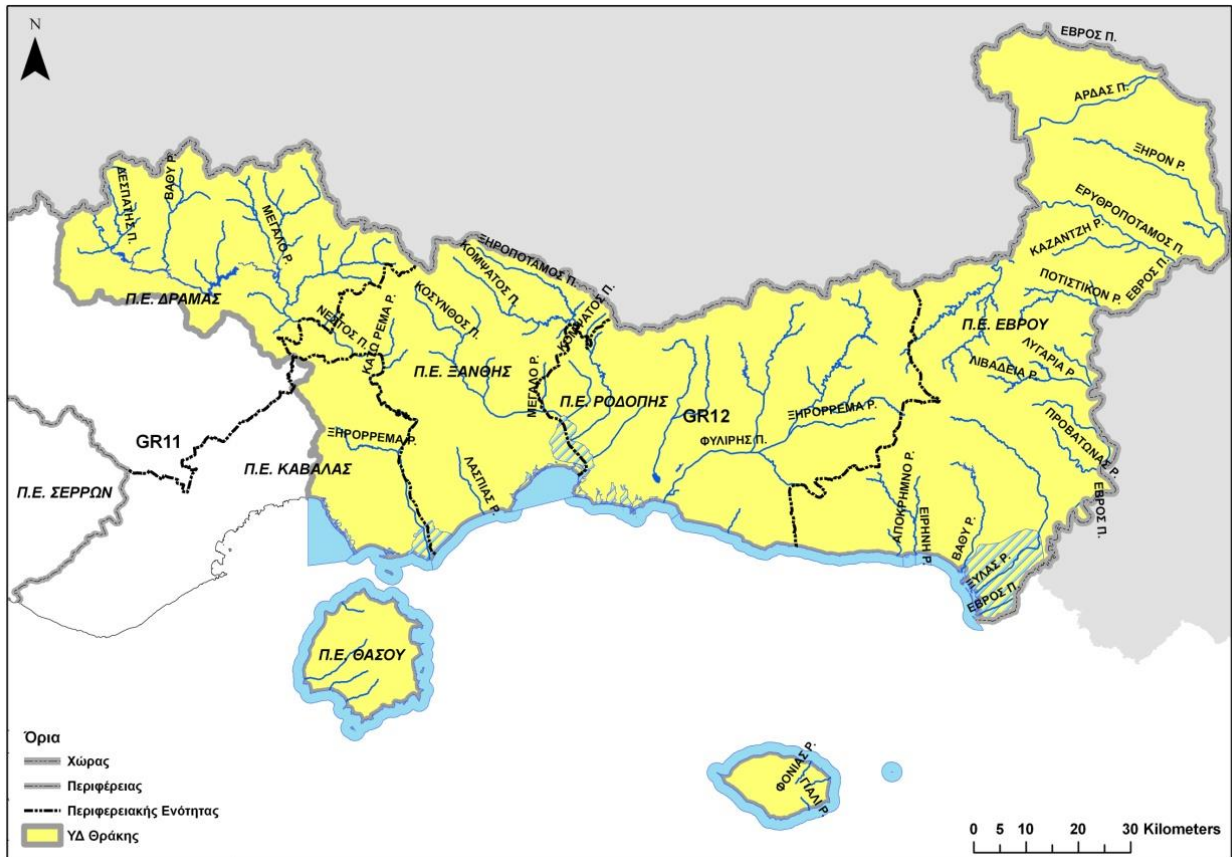 N
ΕΒΡΟΣ Π.
ΑΡΔΑΣ Π.
ΞΗΡΟΝ Ρ.
ΕΡΥΘΡΟΠΟΤΑΜΟΣ Π.
ΚΑΖΑΝΤΖΗ Ρ.
ΕΒΡΟΣ Π.
ΠΟΤΙΣΤΙΚΟΝ Ρ.
Π.Ε. ΕΒΡΟΥ
ΛΥΓΑΡΙΑ Ρ.
ΛΙΒΑΔΕΙΑ Ρ.
ΠΡΟΒΑΤΩΝΑΣ Ρ.
ΕΒΡΟΣ Π.
ΔΕΣΠΑΤΗΣ Π.
ΒΑΘΥ Ρ.
ΜΕΓΑΛΟ Ρ.
Π.Ε. ΔΡΑΜΑΣ
ΝΕΣΤΟΣ Π.
ΚΑΤΩ ΡΕΜΑ Ρ.
ΞΗΡΟΠΟΤΑΜΟΣ Π.
ΚΟΜΨΑΤΟΣ Π.
ΚΟΣΥΝΘΟΣ Π.
ΚΟΜΨΑΤΟΣ Π.
Π.Ε. ΞΑΝΘΗΣ
ΜΕΓΑΛΟ Ρ.
Π.Ε. ΡΟΔΟΠΗΣ
GR12
ΞΗΡΟΡΡΕΜΑ Ρ.
ΦΥΛΙΡΗΣ Π.
ΞΗΡΟΡΡΕΜΑ Ρ.
GR11
Π.Ε. ΚΑΒΑΛΑΣ
Π.Ε. ΣΕΡΡΩΝ
ΛΑΣΠΙΑΣ Ρ.
ΑΠΟΚΡΗΜΝΟ Ρ.
ΕΙΡΗΝΗ Ρ.
ΒΑΘΥ Ρ.
ΞΥΛΑΣ Ρ.
ΕΒΡΟΣ Π.
Π.Ε. ΘΑΣΟΥ
ΦΟΝΙΑΣ Ρ.
ΓΙΑΛΙ Ρ.
Όρια
Χώρας
Περιφέρειας
Περιφερειακής Ενότητας
ΥΔ Θράκης
0 5 10 20 30 Kilometers